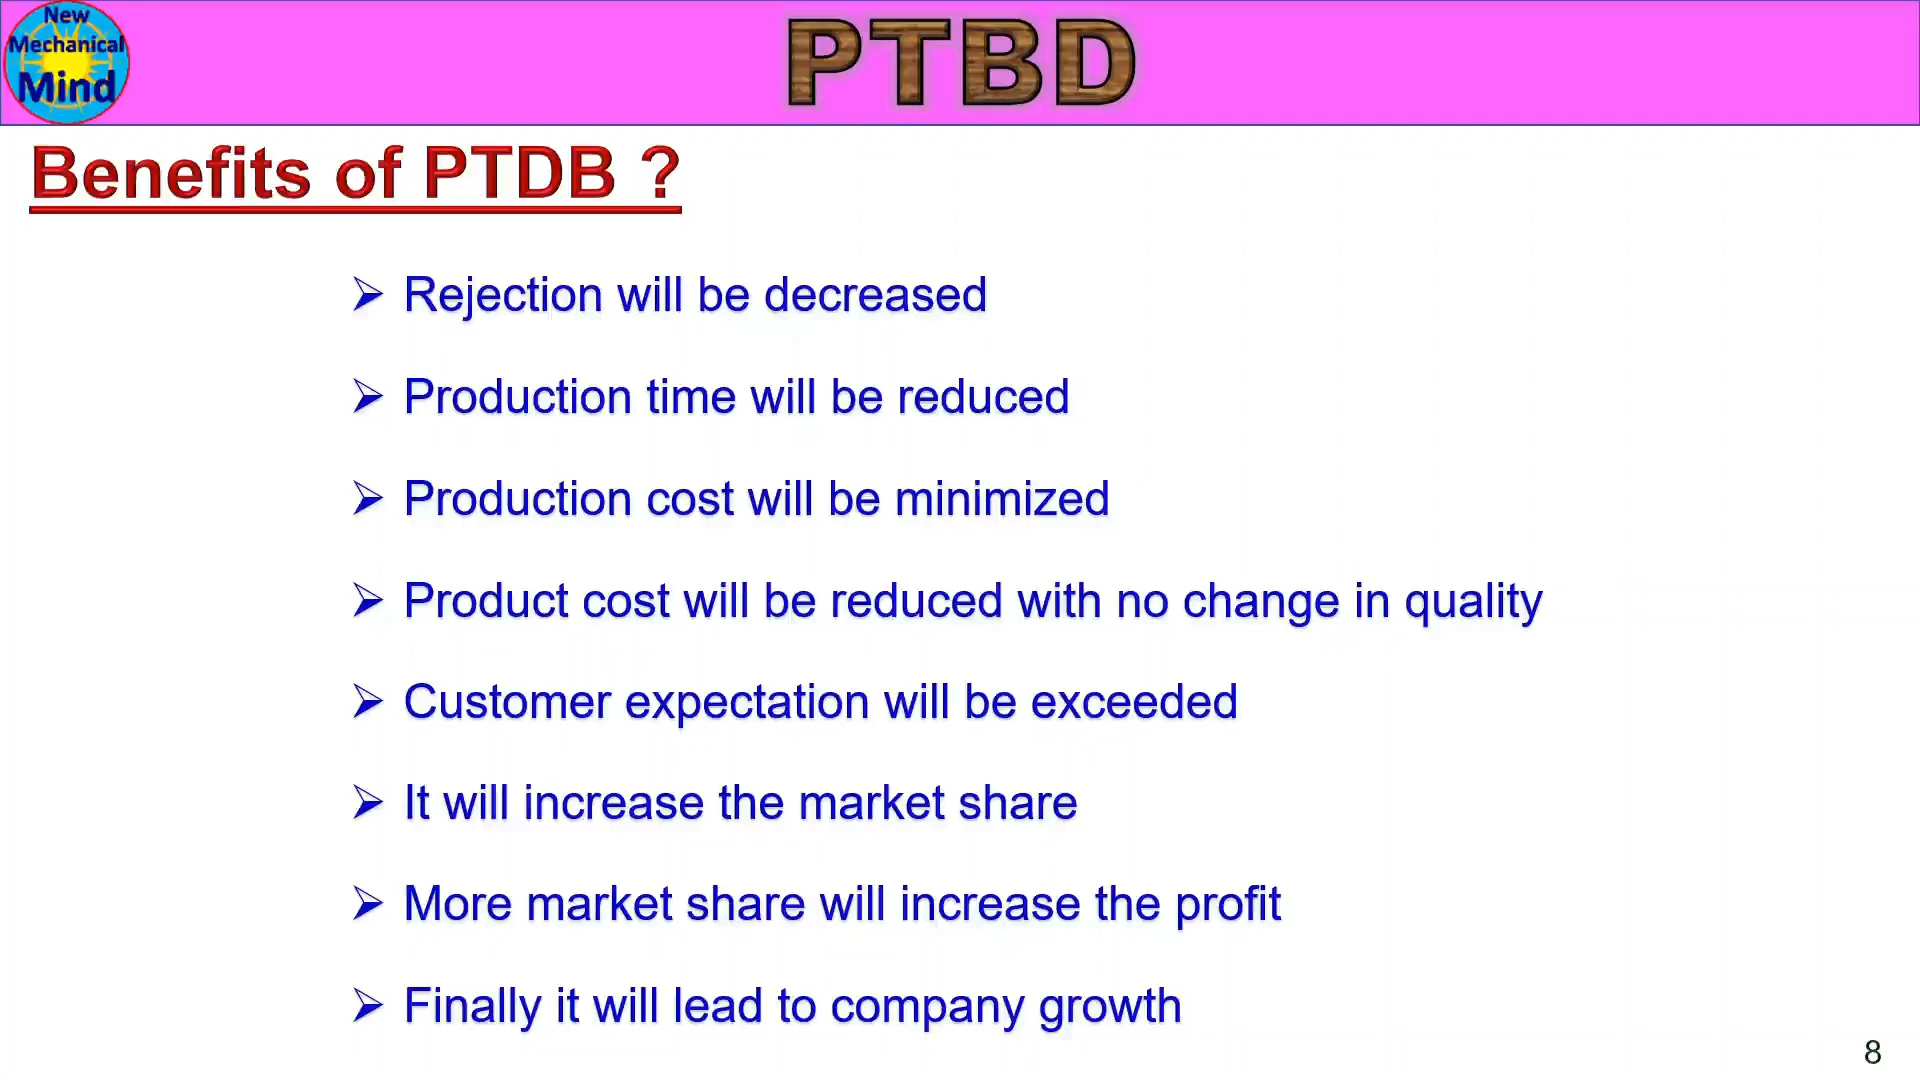 New
Mechanical
Mind
PTBD
Benefits of PTDB ?
➢ Rejection will be decreased
➢ Production time will be reduced
➢ Production cost will be minimized
➢ Product cost will be reduced with no change in quality
➢ Customer expectation will be exceeded
➢ It will increase the market share
➢ More market share will increase the profit
➢ Finally it will lead to company growth
8